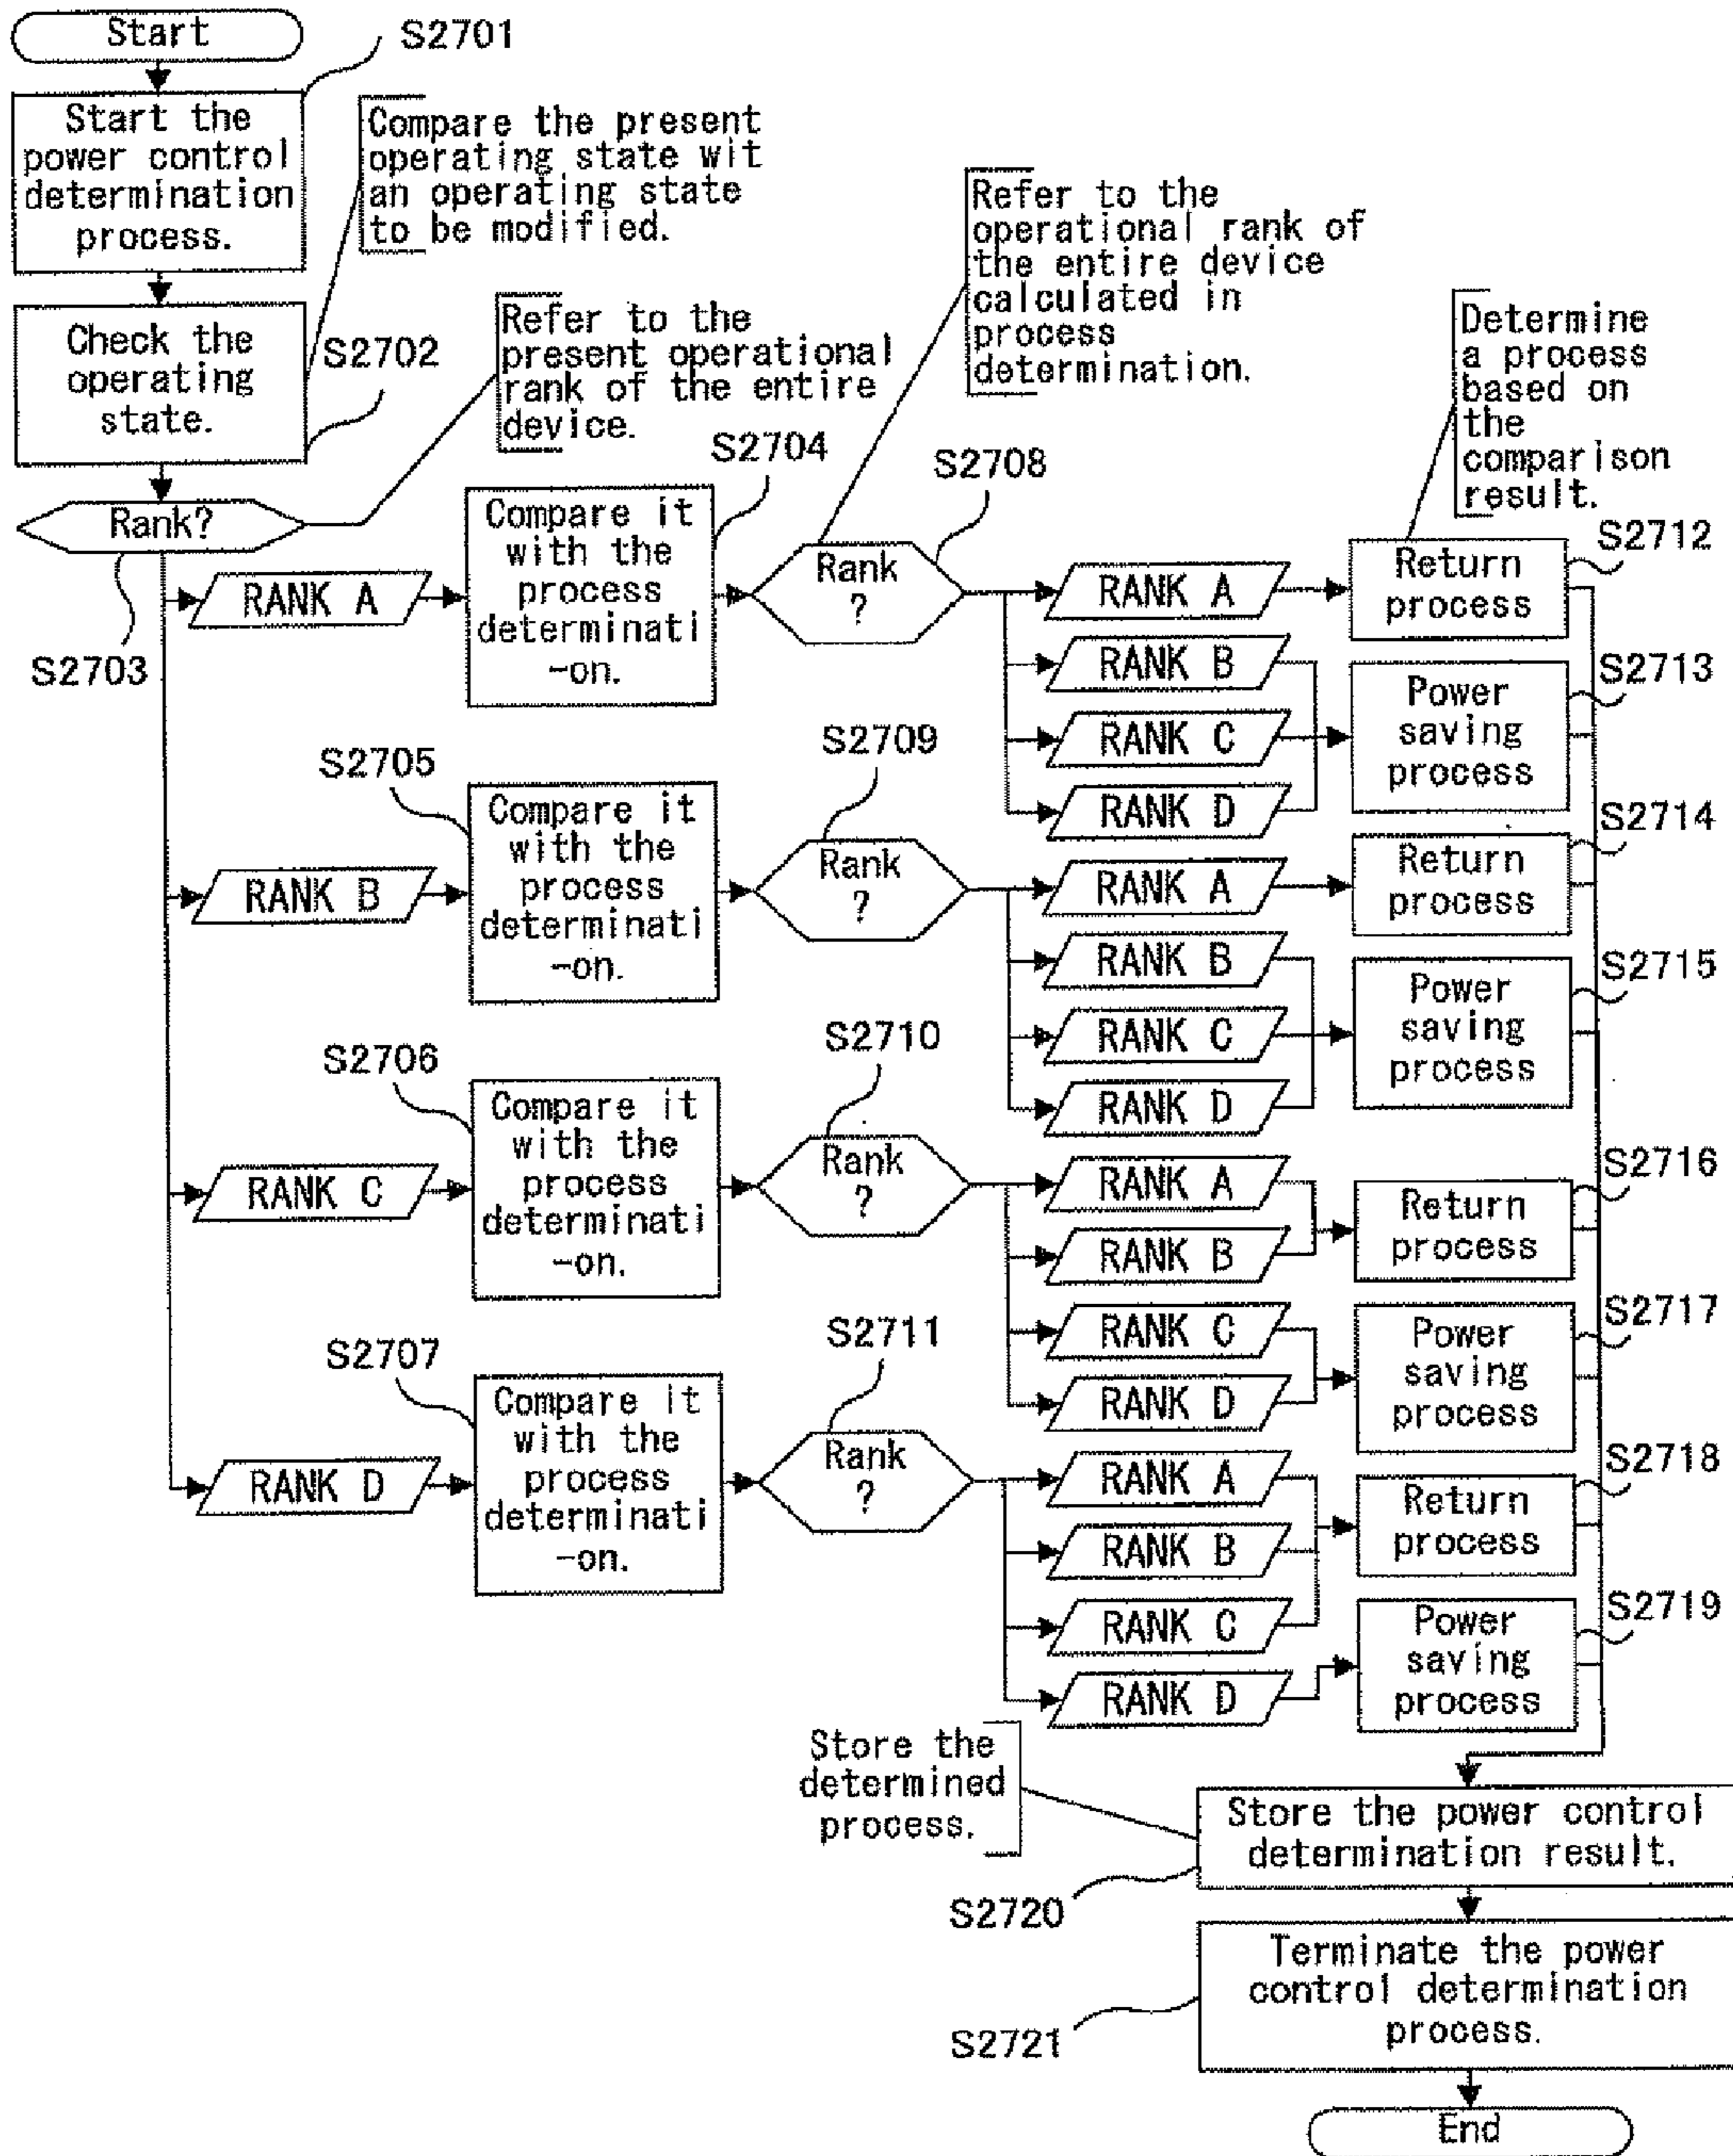 Start
S2701
Start the
power control
determination
process.
Compare the present
operating state wit
an operating state
to be modified.
Check the
operating
state.
S2702
Refer to the
present operational
rank of the entire
device.
Refer to the
operational rank of
the entire device
calculated in
process
determination.
Determine
a process
based on
the
comparison
result.
Rank?
S2703
RANK A
S2704
Compare it
with the
process
determinati
-on.
S2708
Rank
?
RANK A
RANK B
RANK C
RANK D
Return
process
S2712
Power
saving
process
S2713
RANK B
S2705
Compare it
with the
process
determinati
-on.
S2709
Rank
?
RANK A
RANK B
RANK C
RANK D
Return
process
S2714
Power
saving
process
S2715
RANK C
S2706
Compare it
with the
process
determinati
-on.
S2710
Rank
?
RANK A
RANK B
RANK C
RANK D
Return
process
S2716
Power
saving
process
S2717
RANK D
S2707
Compare it
with the
process
determinati
-on.
S2711
Rank
?
RANK A
RANK B
RANK C
RANK D
Return
process
S2718
Power
saving
process
S2719
Store the
determined
process.
Store the power control
determination result.
S2720
Terminate the power
control determination
process.
S2721
End